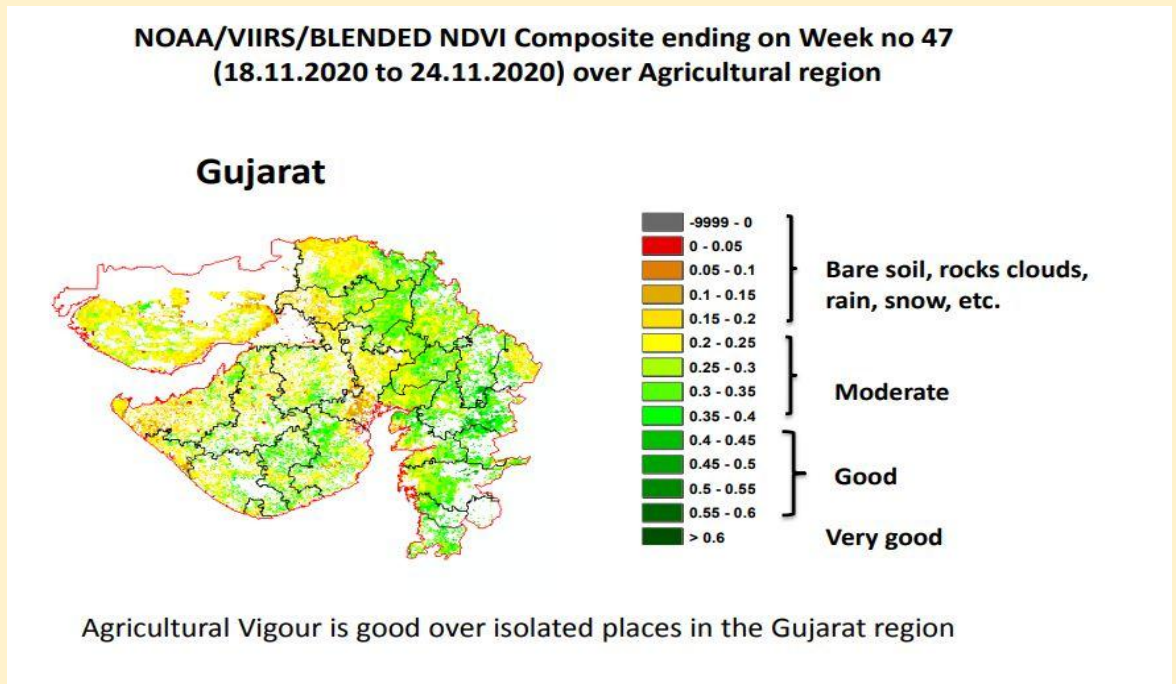 NOAA/VIIRS/BLENDED NDVI Composite ending on Week no 47
(18.11.2020 to 24.11.2020) over Agricultural region
Gujarat
-9999 - 0
0 - 0.05
0.05 - 0.1
0.1 - 0.15
0.15 - 0.2
Bare soil, rocks clouds,
rain, snow, etc.
0.2 - 0.25
0.25 - 0.3
0.3 - 0.35
0.35 - 0.4
Moderate
0.4 - 0.45
0.45 - 0.5
0.5 - 0.55
0.55 - 0.6
Good
> 0.6
Very good
Agricultural Vigour is good over isolated places in the Gujarat region